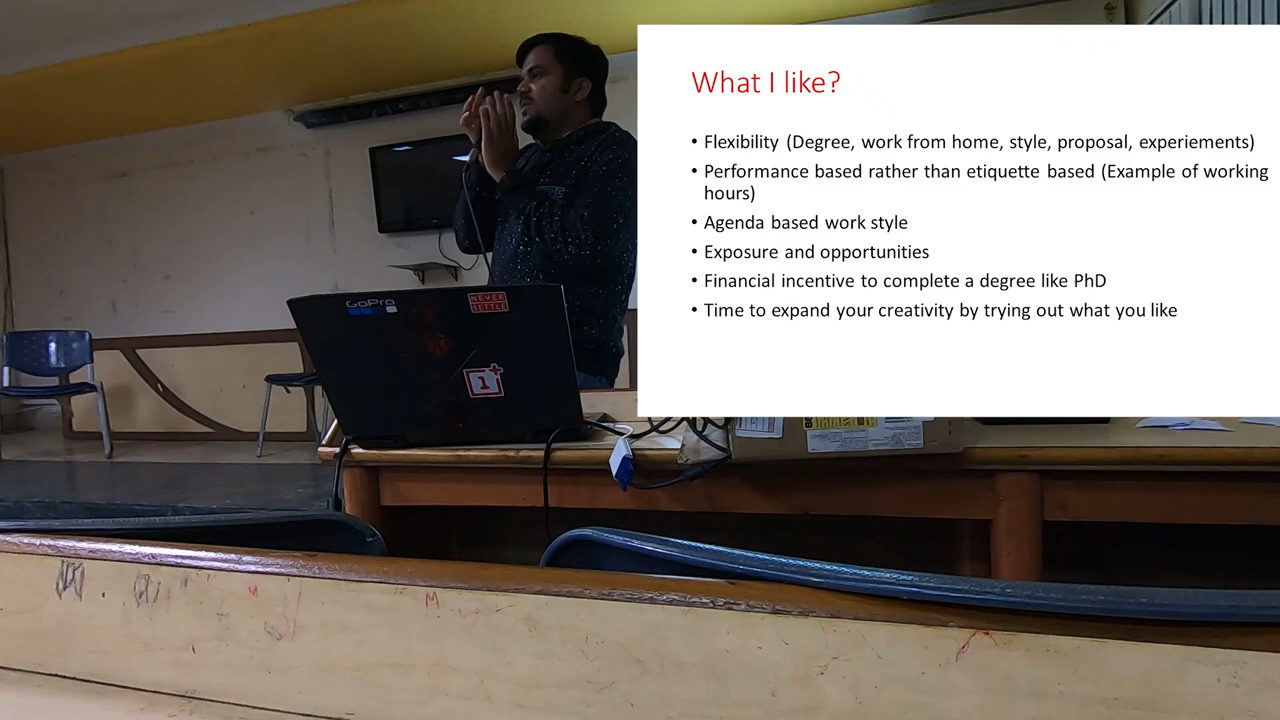 What I like?
• Flexibility (Degree, work from home, style, proposal, experiements)
• Performance based rather than etiquette based (Example of working
hours)
• Agenda based work style
• Exposure and opportunities
• Financial incentive to complete a degree like PhD
• Time to expand your creativity by trying out what you like
GoPro
NEVER
SETTLE
1+
M